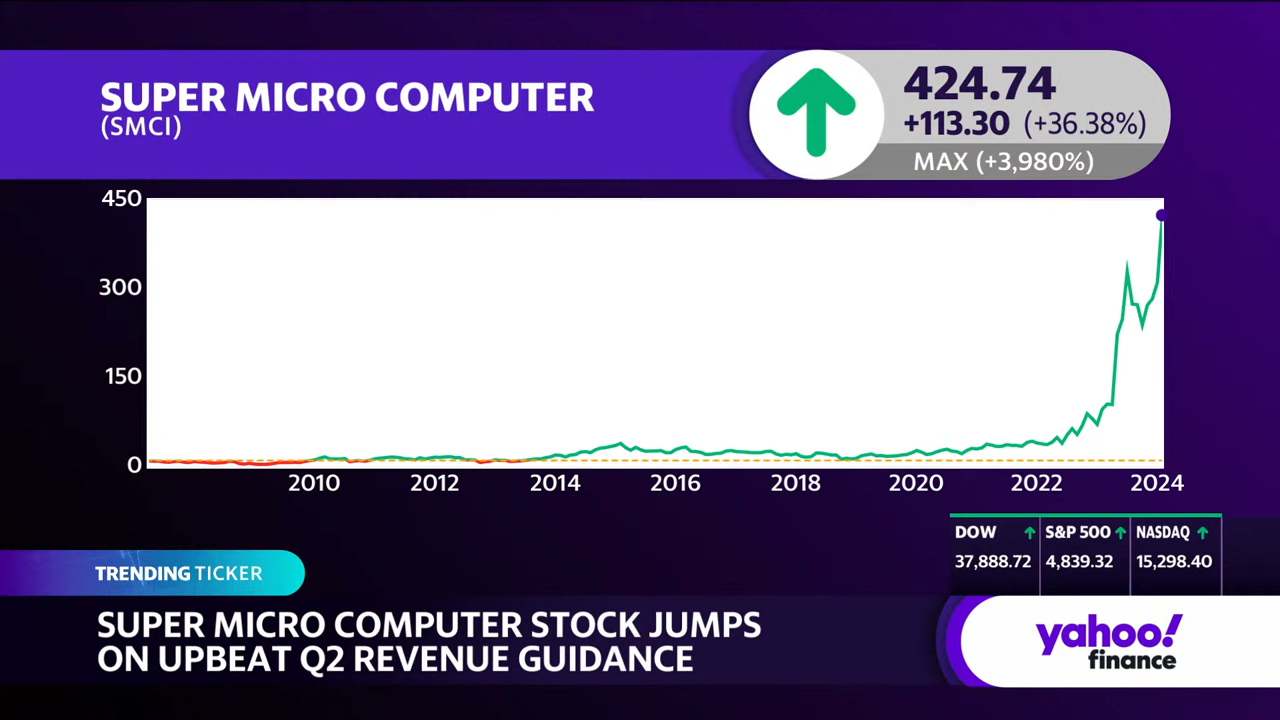 SUPER MICRO COMPUTER
(SMCI)
424.74
+113.30 (+36.38%)
MAX (+3,980%)
450
300
150
0
2010 2012 2014 2016 2018 2020 2022 2024
DOW S&P 500 NASDAQ
37,888.72 4,839.32 15,298.40
TRENDING TICKER
SUPER MICRO COMPUTER STOCK JUMPS
ON UPBEAT Q2 REVENUE GUIDANCE
yahoo!
finance